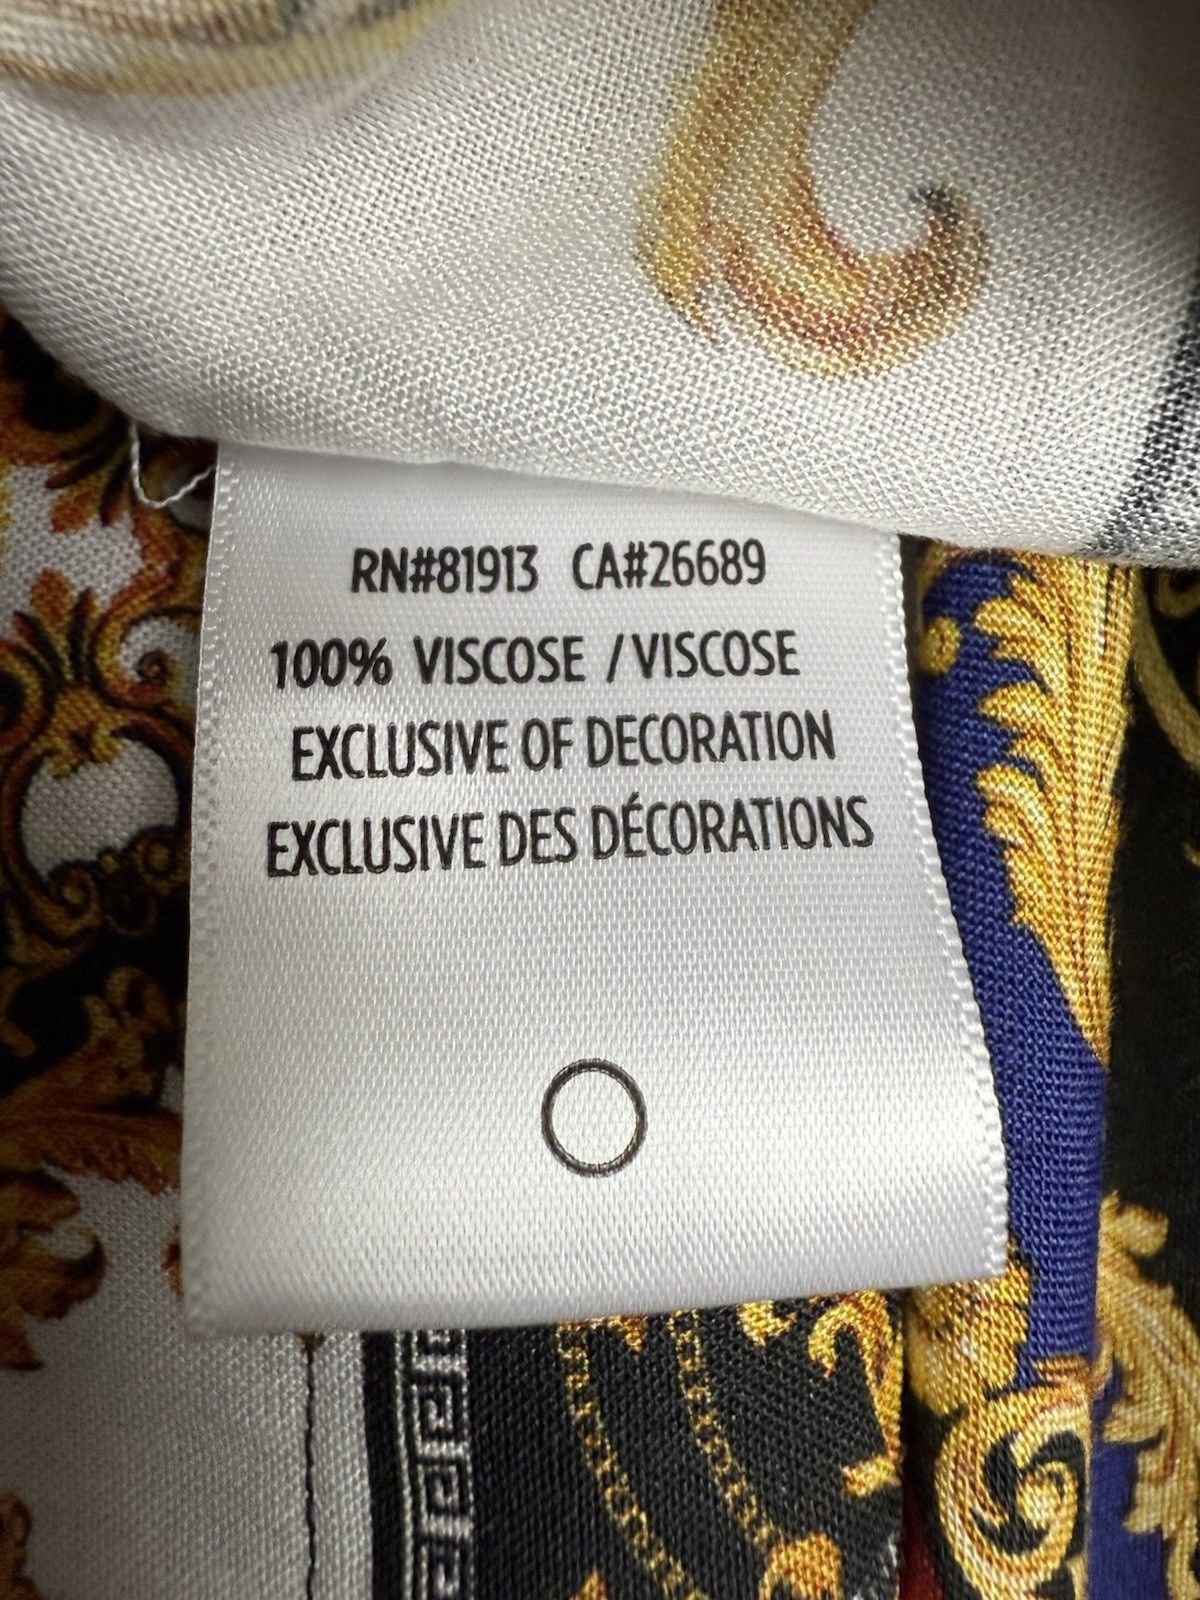 RN#81913 CA#26689
100% VISCOSE / VISCOSE
EXCLUSIVE OF DECORATION
EXCLUSIVE DES DÉCORATIONS